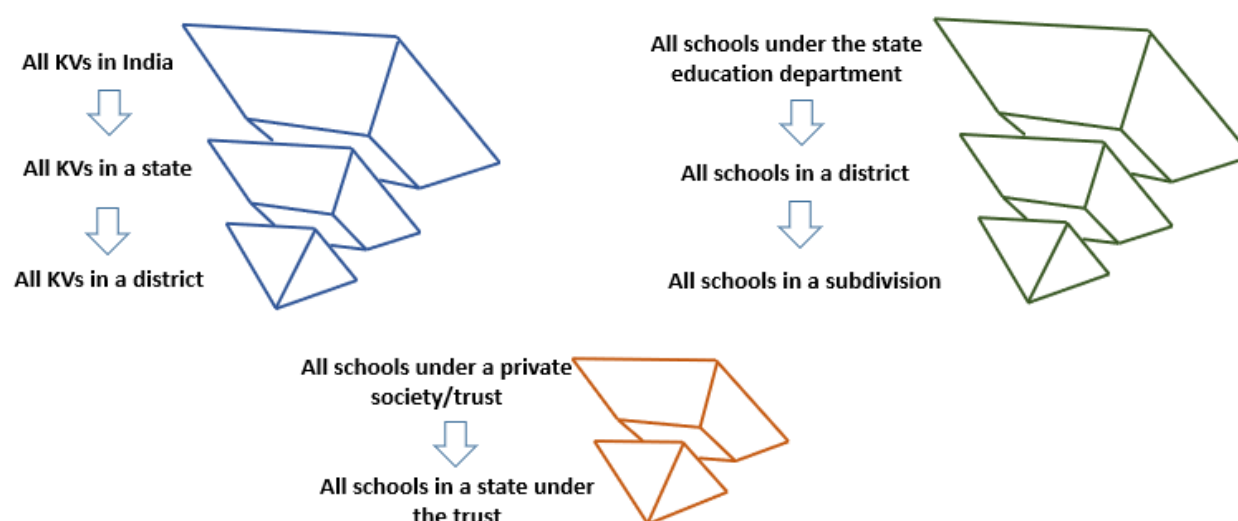 All KVs in India
All KVs in a state
All KVs in a district
All schools under the state
education department
All schools in a district
All schools in a subdivision
All schools under a private
society/trust
All schools in a state under
the trust